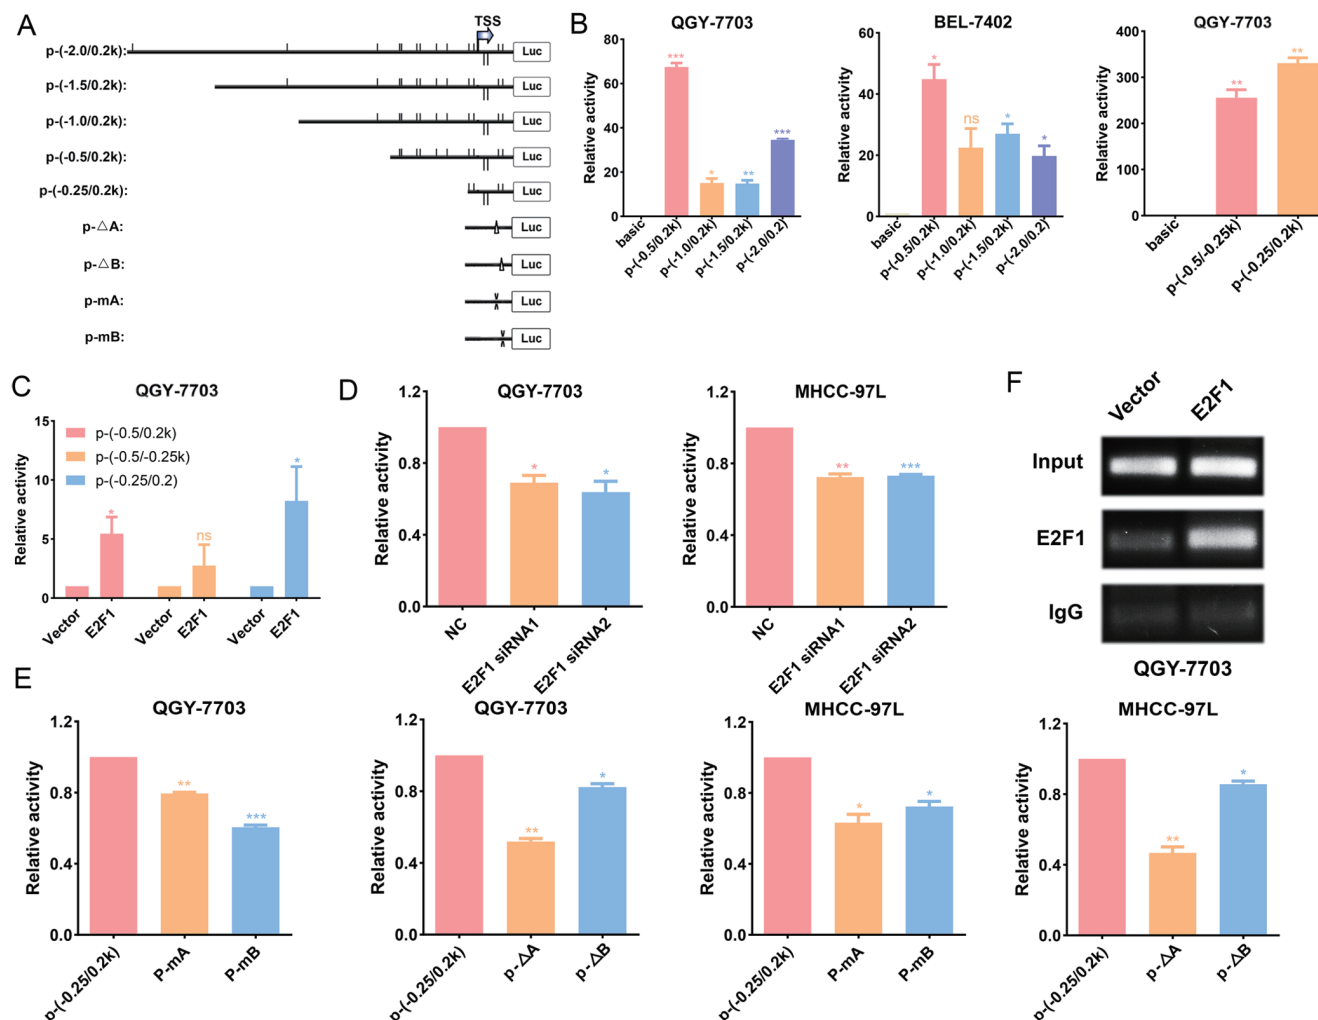 A
TSS
p-(-2.0/0.2k):
Luc
p-(-1.5/0.2k):
Luc
p-(-1.0/0.2k):
Luc
p-(-0.5/0.2k):
Luc
p-(-0.25/0.2k):
Luc
p-△A:
Luc
p-△B:
Luc
p-mA:
Luc
p-mB:
Luc
B
QGY-7703
Relative activity
80
60
40
20
0
***
*
**
***
basic
p-(-0.5/0.2k)
p-(-1.0/0.2k)
p-(-1.5/0.2k)
p-(-2.0/0.2)
BEL-7402
Relative activity
60
40
20
0
*
ns
*
*
basic
p-(-0.5/0.2k)
p-(-1.0/0.2k)
p-(-1.5/0.2k)
p-(-2.0/0.2)
QGY-7703
Relative activity
400
300
200
100
0
**
**
basic
p-(-0.5/-0.25k)
p-(-0.25/0.2k)
C
QGY-7703
Relative activity
15
10
5
0
p-(-0.5/0.2k)
p-(-0.5/-0.25k)
p-(-0.25/0.2)
*
ns
*
Vector
E2F1
Vector
E2F1
Vector
E2F1
D
QGY-7703
Relative activity
1.2
0.8
0.4
0.0
*
*
NC
E2F1 siRNA1
E2F1 siRNA2
MHCC-97L
Relative activity
1.2
0.8
0.4
0.0
**
***
NC
E2F1 siRNA1
E2F1 siRNA2
F
Vector
E2F1
Input
E2F1
IgG
QGY-7703
E
QGY-7703
Relative activity
1.2
0.8
0.4
0.0
**
***
p-(-0.25/0.2k)
P-mA
P-mB
QGY-7703
Relative activity
1.2
0.8
0.4
0.0
**
*
p-(-0.25/0.2k)
p-△A
p-△B
MHCC-97L
Relative activity
1.2
0.8
0.4
0.0
*
*
p-(-0.25/0.2k)
P-mA
P-mB
MHCC-97L
Relative activity
1.2
0.8
0.4
0.0
**
*
p-(-0.25/0.2k)
p-△A
p-△B